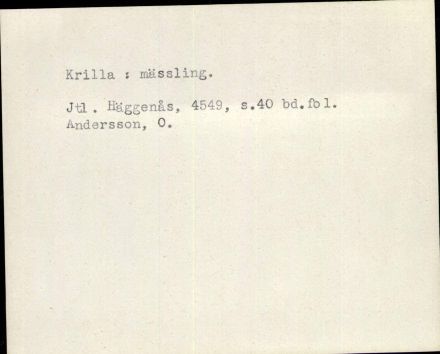 Krilla : mässling.
Jtl. Häggenås, 4549, s.40 bd.fol.
Andersson, O.